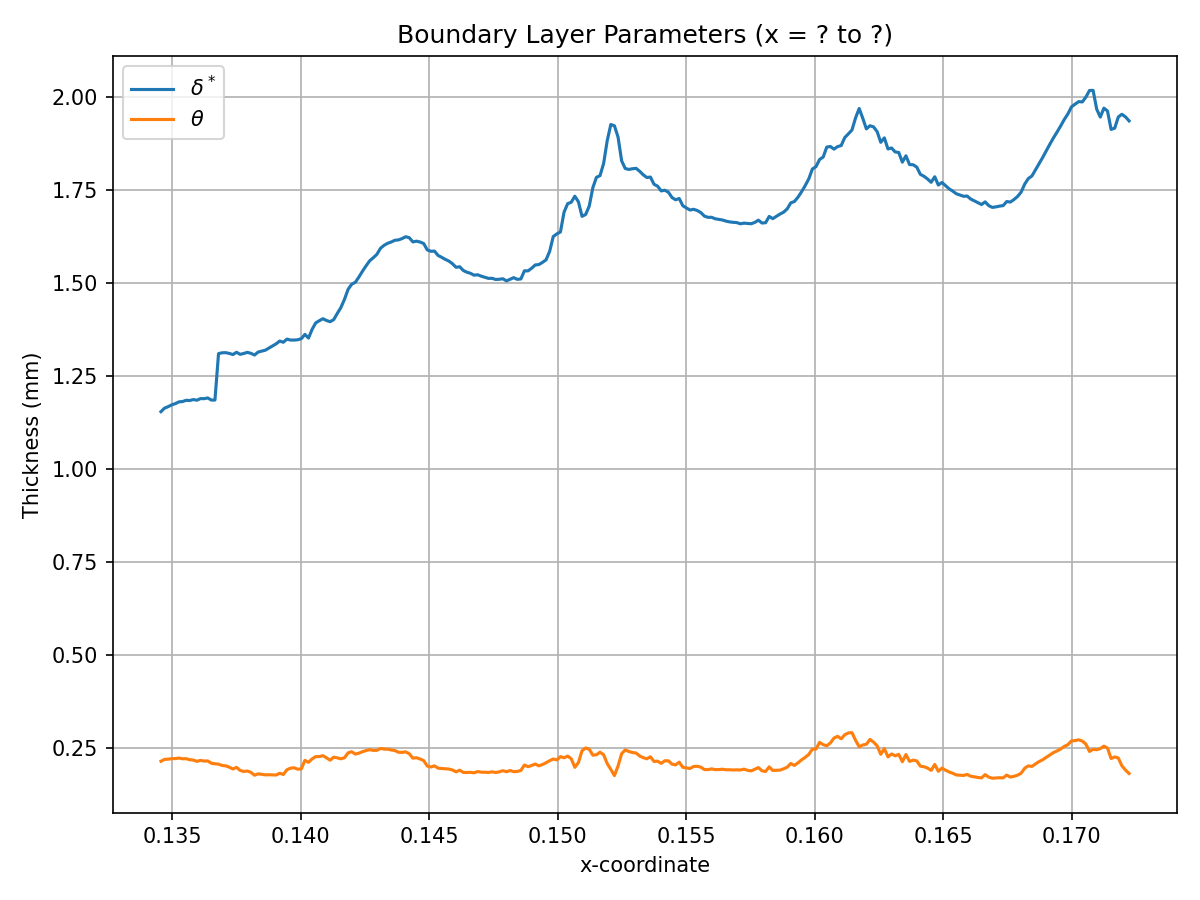 Boundary Layer Parameters (x = ? to ?)
δ*
θ
Thickness (mm)
2.00
1.75
1.50
1.25
1.00
0.75
0.50
0.25
0.135 0.140 0.145 0.150 0.155 0.160 0.165 0.170
x-coordinate